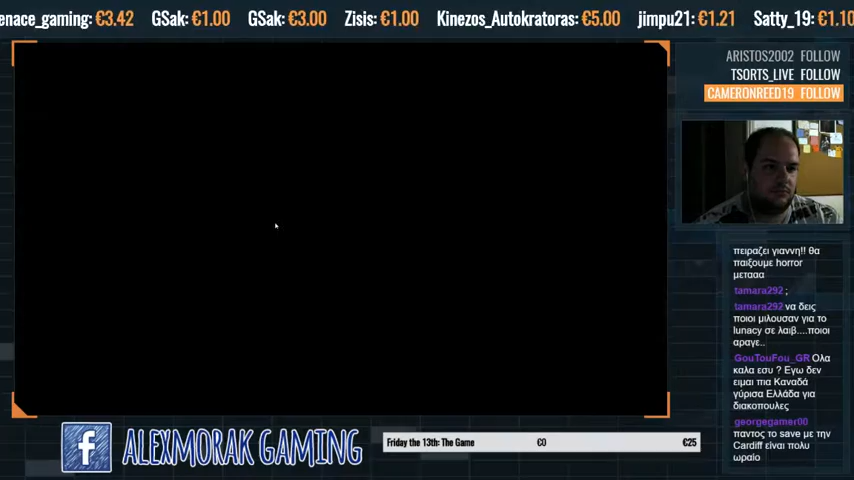 enace_gaming: €3.42 GSak: €1.00 GSak: €3.00 Zisis: €1.00 Kinezos_Autokratoras: €5.00 jimpu21: €1.21 Satty_19: €1.10
ARISTOS2002 FOLLOW
TSORTS_LIVE FOLLOW
CAMERONREED19 FOLLOW
πειραζει γιαννη!! θα
παιξουμε horror
μετααα
tamara292 ;
tamara292 να δεις
ποιοι μιλουσαν για το
lunacy σε λαιβ....ποιοι
αραγε..
GouTouFou_GR Ολα
καλα εσυ ? Εγω δεν
ειμαι πια Καναδά
γύρισα Ελλάδα για
διακοπουλες
georgegamer00
παντος το save με την
Cardiff είναι πολυ
ωραίο
f ALEXMORAK GAMING
Friday the 13th: The Game €0 €25